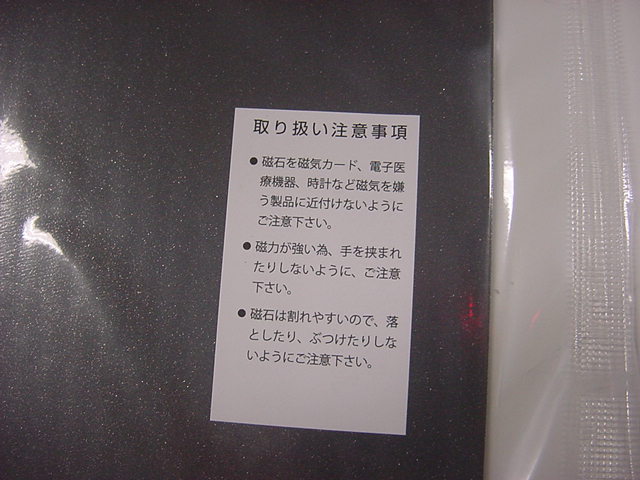 取り扱い注意事項
● 磁石を磁気カード、電子医
療機器、時計など磁気を嫌
う製品に近付けないように
ご注意下さい。
● 磁力が強い為、手を挟まれ
たりしないように、ご注意
下さい。
● 磁石は割れやすいので、落
としたり、ぶつけたりしな
いようにご注意下さい。